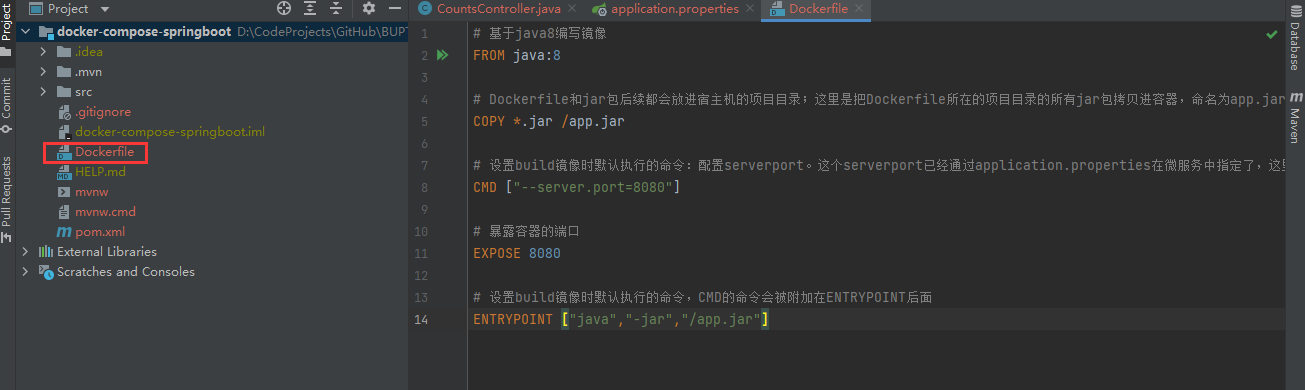 Project
CountsController.java
application.properties
Dockerfile
Project
Commit
Pull Requests
docker-compose-springboot D:\CodeProjects\GitHub\BUPT
.idea
.mvn
src
.gitignore
docker-compose-springboot.iml
Dockerfile
HELP.md
mvnw
mvnw.cmd
pom.xml
External Libraries
Scratches and Consoles
1 # 基于java8编写镜像
2 FROM java:8
3
4 # Dockerfile和jar包后续都会放进宿主机的项目目录；这里是把Dockerfile所在的项目目录的所有jar包拷贝进容器，命名为app.jar
5 COPY *.jar /app.jar
6
7 # 设置build镜像时默认执行的命令：配置serverport。这个serverport已经通过application.properties在微服务中指定了，这里
8 CMD ["--server.port=8080"]
9
10 # 暴露容器的端口
11 EXPOSE 8080
12
13 # 设置build镜像时默认执行的命令，CMD的命令会被附加在ENTRYPOINT后面
14 ENTRYPOINT ["java","-jar","/app.jar"]
Database
Maven